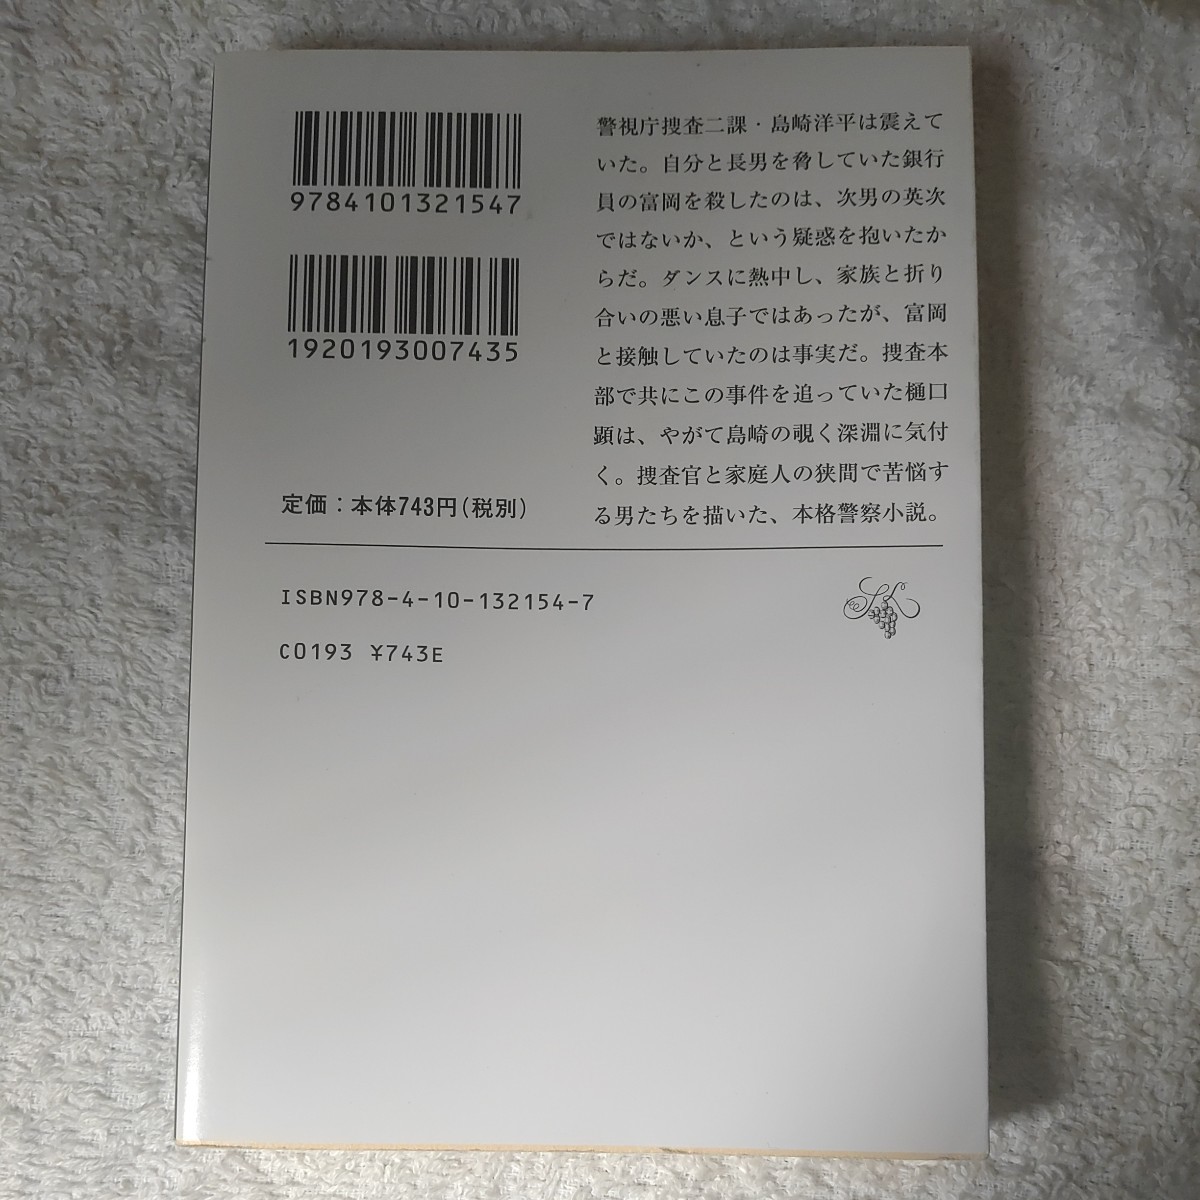 9784101321547
1920193007435
警視庁捜査二課・島崎洋平は震えて
いた。自分と長男を脅していた銀行
員の富岡を殺したのは、次男の英次
ではないか、という疑惑を抱いたか
らだ。ダンスに熱中し、家族と折り
合いの悪い息子ではあったが、富岡
と接触していたのは事実だ。捜査本
部で共にこの事件を追っていた樋口
顕は、やがて島崎の覗く深淵に気付
く。捜査官と家庭人の狭間で苦悩す
る男たちを描いた、本格警察小説。
定価：本体743円（税別）
ISBN978-4-10-132154-7
C0193 ¥743E